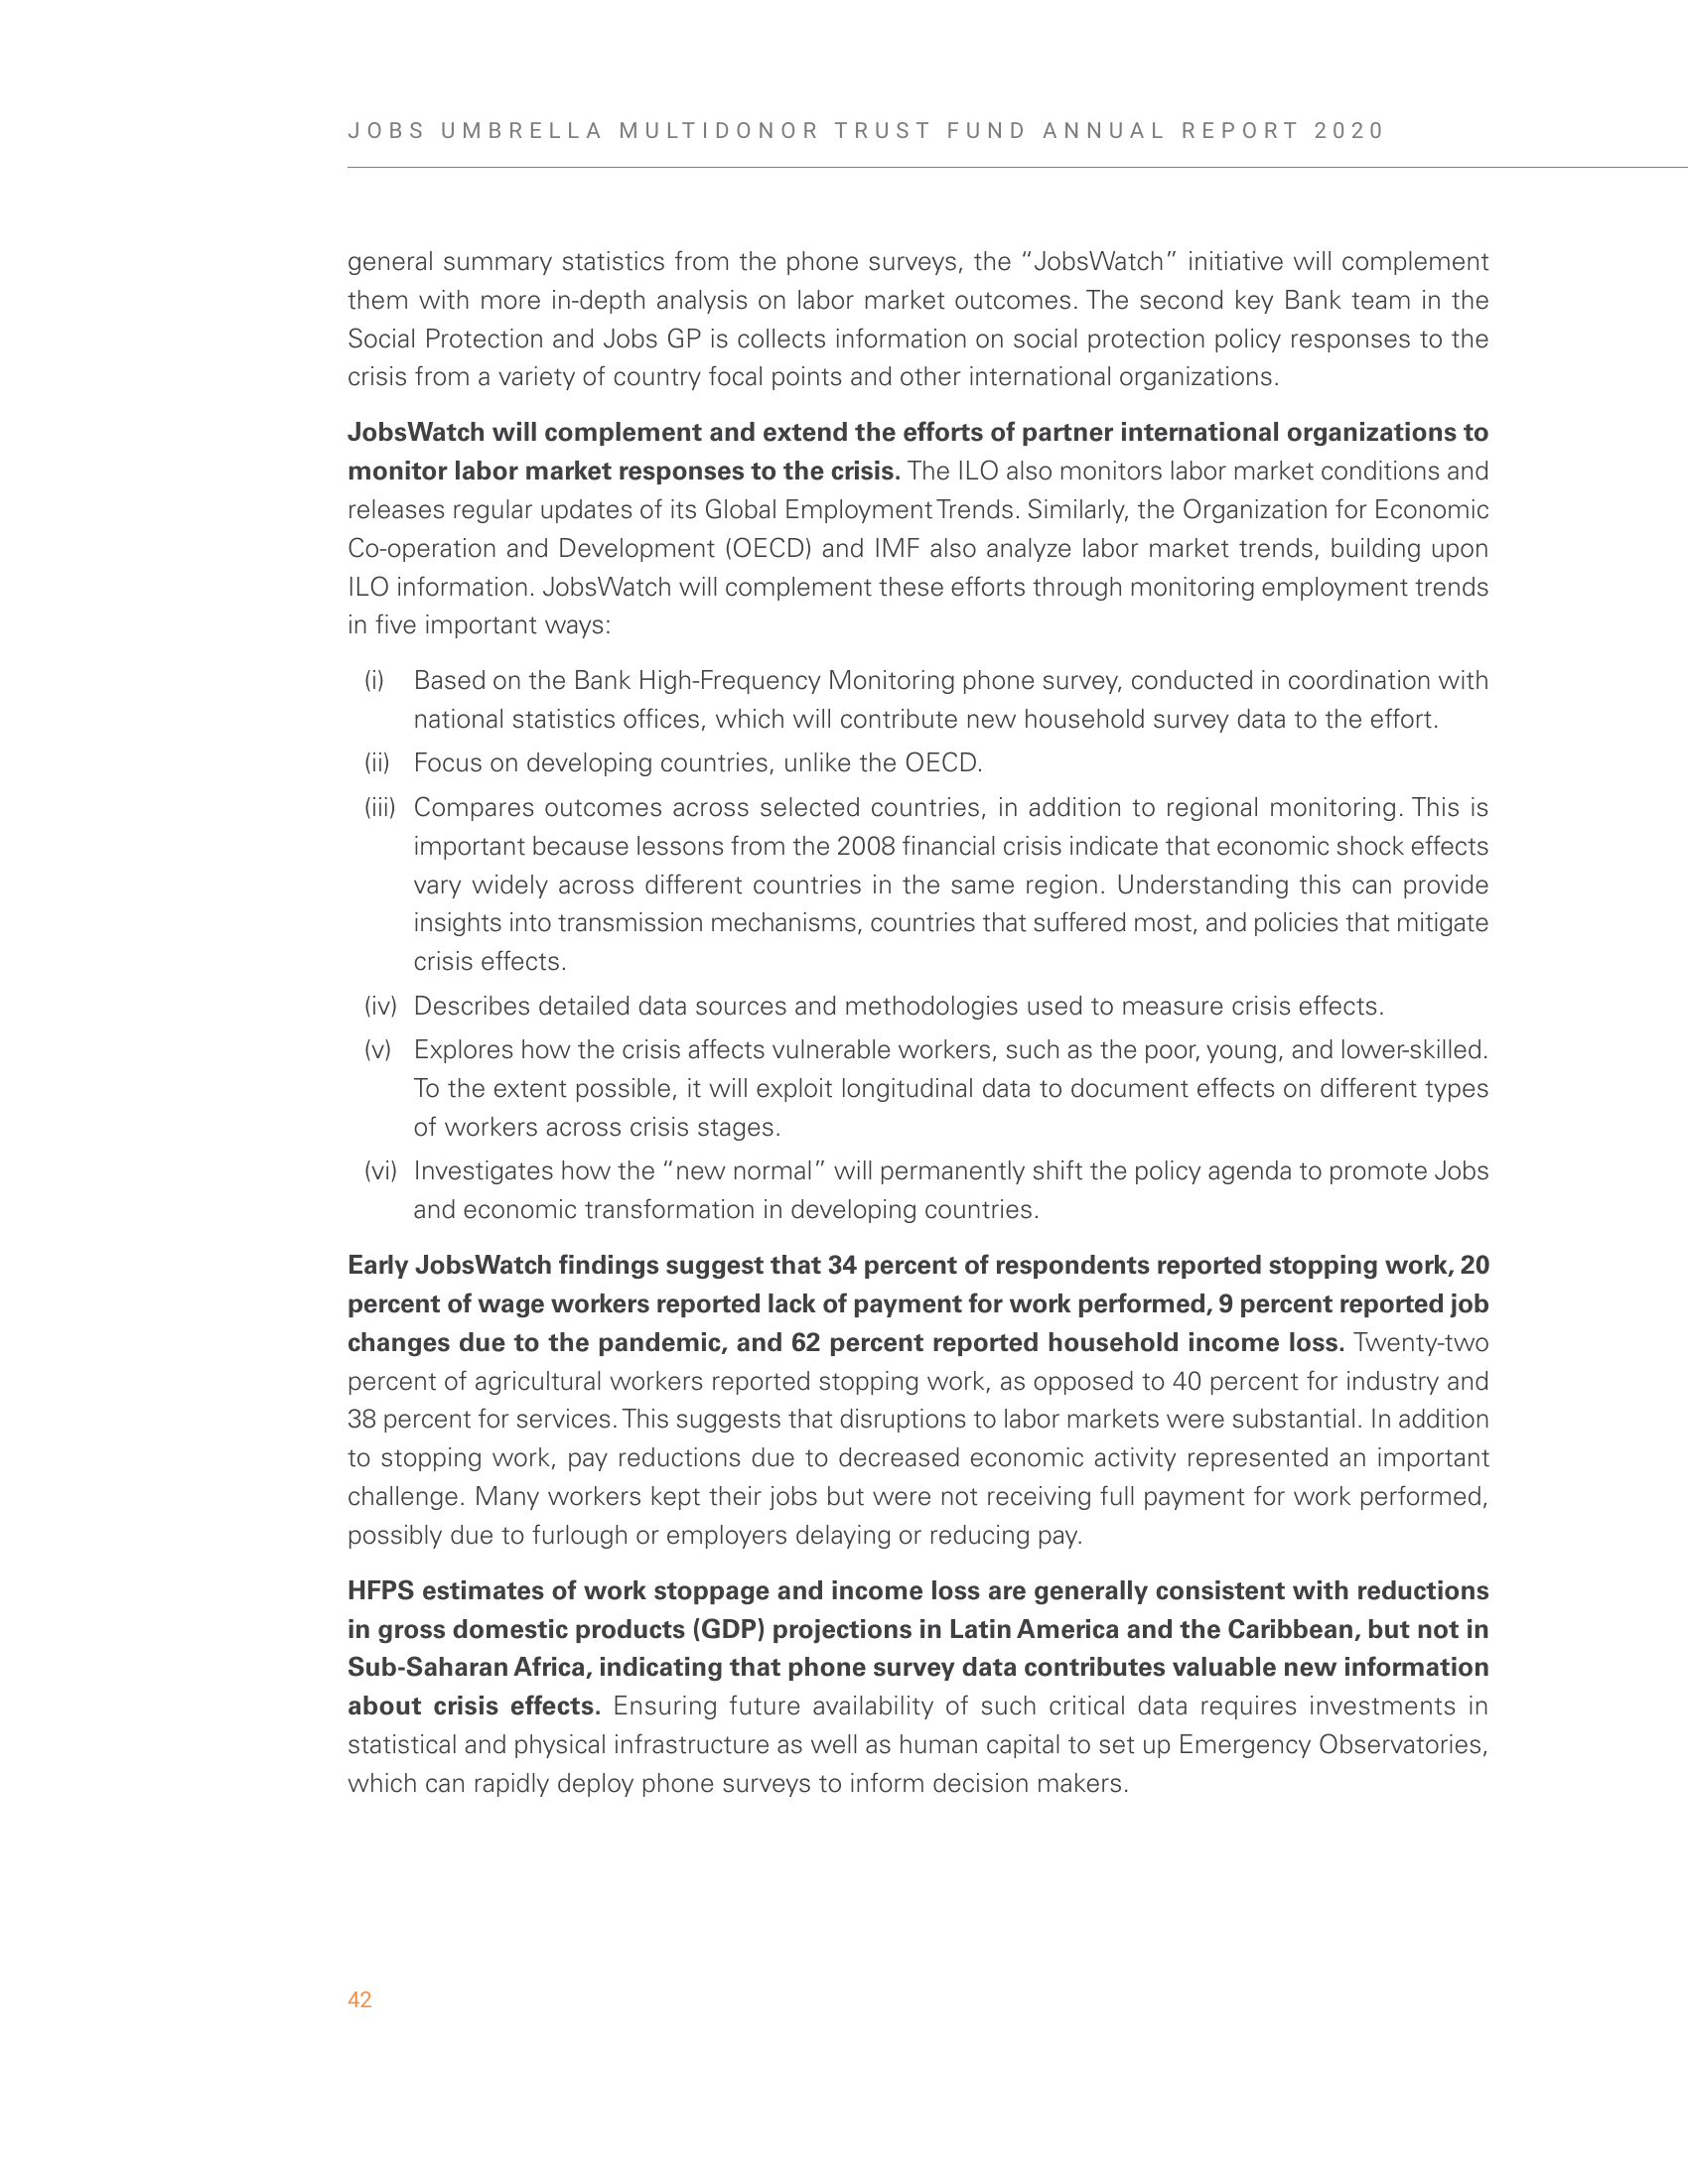 JOBS UMBRELLA MULTIDONOR TRUST FUND ANNUAL REPORT 2020
general summary statistics from the phone surveys, the “JobsWatch” initiative will complement
them with more in-depth analysis on labor market outcomes. The second key Bank team in the
Social Protection and Jobs GP is collects information on social protection policy responses to the
crisis from a variety of country focal points and other international organizations.
JobsWatch will complement and extend the efforts of partner international organizations to
monitor labor market responses to the crisis. The ILO also monitors labor market conditions and
releases regular updates of its Global Employment Trends. Similarly, the Organization for Economic
Co-operation and Development (OECD) and IMF also analyze labor market trends, building upon
ILO information. JobsWatch will complement these efforts through monitoring employment trends
in five important ways:
(i) Based on the Bank High-Frequency Monitoring phone survey, conducted in coordination with
national statistics offices, which will contribute new household survey data to the effort.
(ii) Focus on developing countries, unlike the OECD.
(iii) Compares outcomes across selected countries, in addition to regional monitoring. This is
important because lessons from the 2008 financial crisis indicate that economic shock effects
vary widely across different countries in the same region. Understanding this can provide
insights into transmission mechanisms, countries that suffered most, and policies that mitigate
crisis effects.
(iv) Describes detailed data sources and methodologies used to measure crisis effects.
(v) Explores how the crisis affects vulnerable workers, such as the poor, young, and lower-skilled.
To the extent possible, it will exploit longitudinal data to document effects on different types
of workers across crisis stages.
(vi) Investigates how the “new normal” will permanently shift the policy agenda to promote Jobs
and economic transformation in developing countries.
Early JobsWatch findings suggest that 34 percent of respondents reported stopping work, 20
percent of wage workers reported lack of payment for work performed, 9 percent reported job
changes due to the pandemic, and 62 percent reported household income loss. Twenty-two
percent of agricultural workers reported stopping work, as opposed to 40 percent for industry and
38 percent for services. This suggests that disruptions to labor markets were substantial. In addition
to stopping work, pay reductions due to decreased economic activity represented an important
challenge. Many workers kept their jobs but were not receiving full payment for work performed,
possibly due to furlough or employers delaying or reducing pay.
HFPS estimates of work stoppage and income loss are generally consistent with reductions
in gross domestic products (GDP) projections in Latin America and the Caribbean, but not in
Sub-Saharan Africa, indicating that phone survey data contributes valuable new information
about crisis effects. Ensuring future availability of such critical data requires investments in
statistical and physical infrastructure as well as human capital to set up Emergency Observatories,
which can rapidly deploy phone surveys to inform decision makers.
42